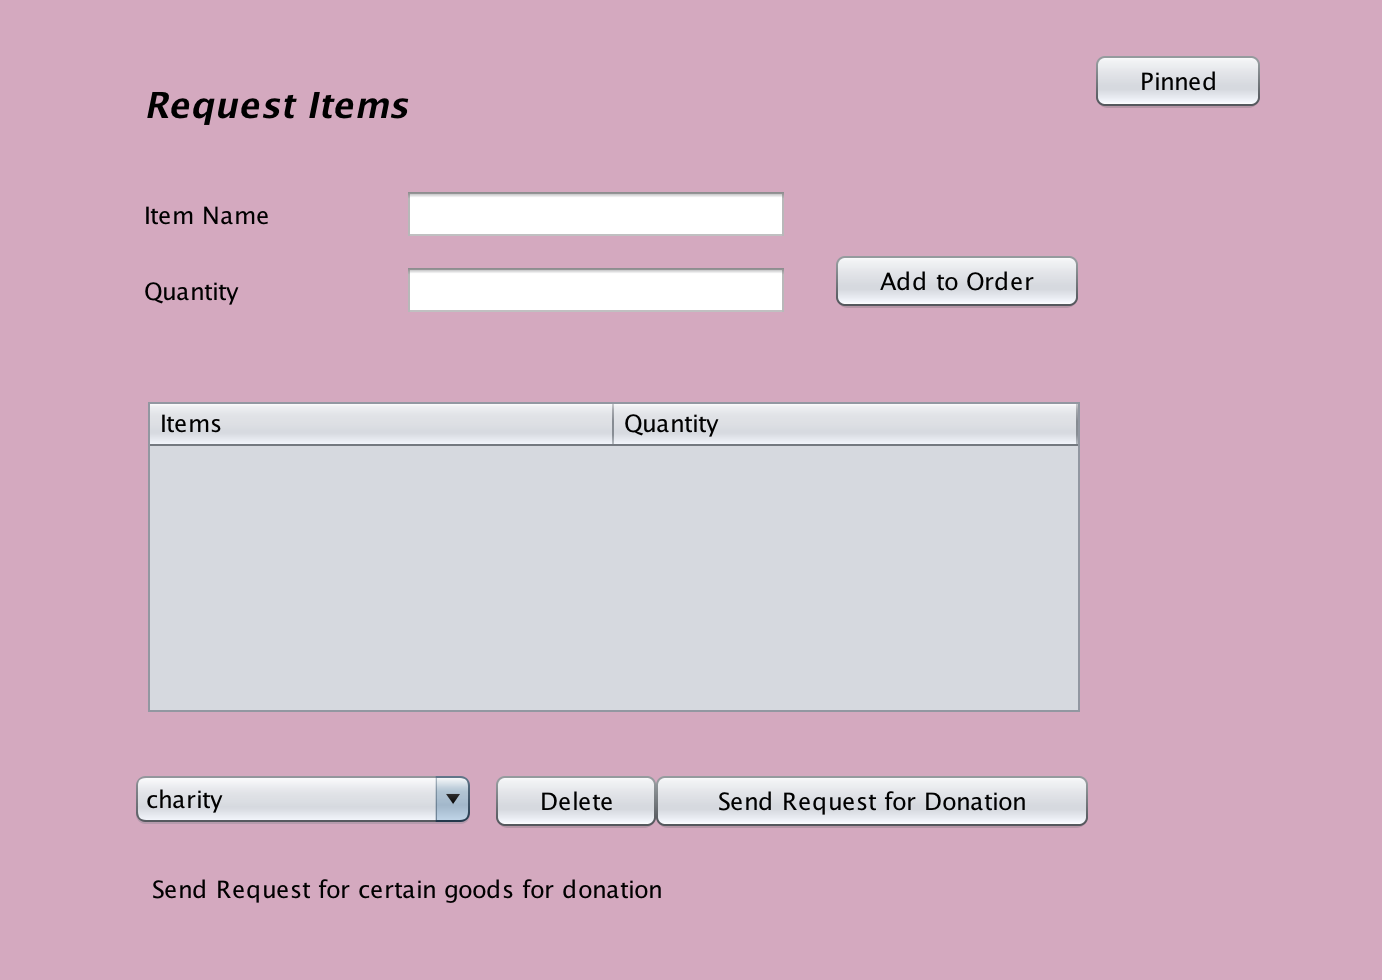 Pinned
Request Items
Item Name
Quantity
Add to Order
Items Quantity
charity Delete Send Request for Donation
Send Request for certain goods for donation